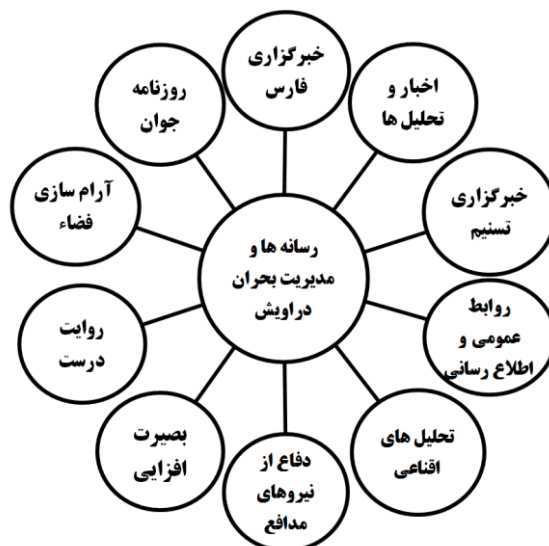 خبرگزاری
فارس
اخبار و
تحلیل ها
خبرگزاری
تسنیم
روابط
عمومی و
اطلاع رسانی
تحلیل های
اقناعی
دفاع از
نیروهای
مدافع
بصیرت
افزایی
روایت
درست
آرام سازی
فضاء
روزنامه
جوان
رسانه ها و
مدیریت بحران
دراویش